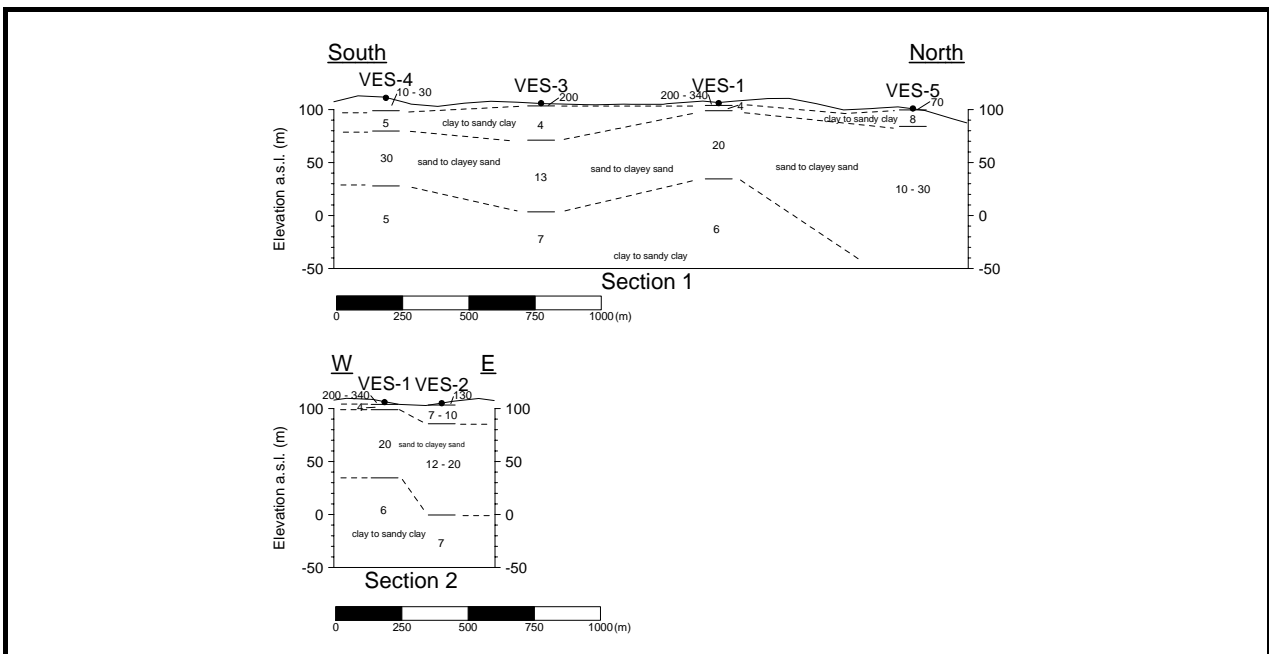 South North
VES-4 VES-3 VES-1 VES-5
10 - 30 200 200 - 340 4 70
100 100
5 clay to sandy clay 4 clay to sandy clay 8
20
50 30 sand to clayey sand 13 sand to clayey sand sand to clayey sand 10 - 30 50
0 5 7 6 0
clay to sandy clay
-50 -50
Elevation a.s.l. (m)
Section 1
0 250 500 750 1000 (m)
W E
VES-1 VES-2
200 - 340 130
4
100 7 - 10 100
20 sand to clayey sand
50 12 - 20 50
0 6 0
clay to sandy clay 7
-50 -50
Elevation a.s.l. (m)
Section 2
0 250 500 750 1000 (m)